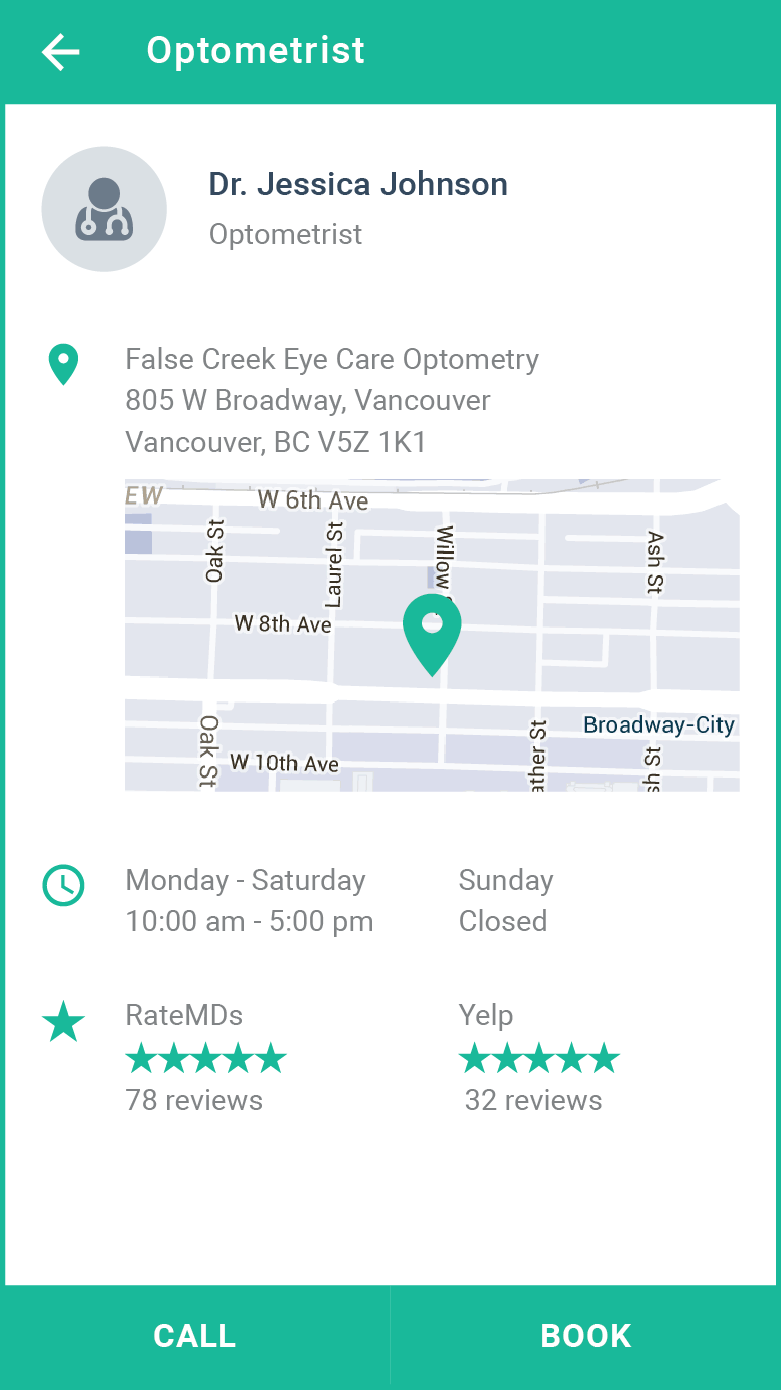 Optometrist
Dr. Jessica Johnson
Optometrist
False Creek Eye Care Optometry
805 W Broadway, Vancouver
Vancouver, BC V5Z 1K1
EW
W 6th Ave
Oak St
Laurel St
Willow
Ash St
W 8th Ave
Broadway-City
Oak St
ather St
sh St
W 10th Ave
Monday - Saturday
Sunday
10:00 am - 5:00 pm
Closed
RateMDs
Yelp
78 reviews
32 reviews
CALL
BOOK